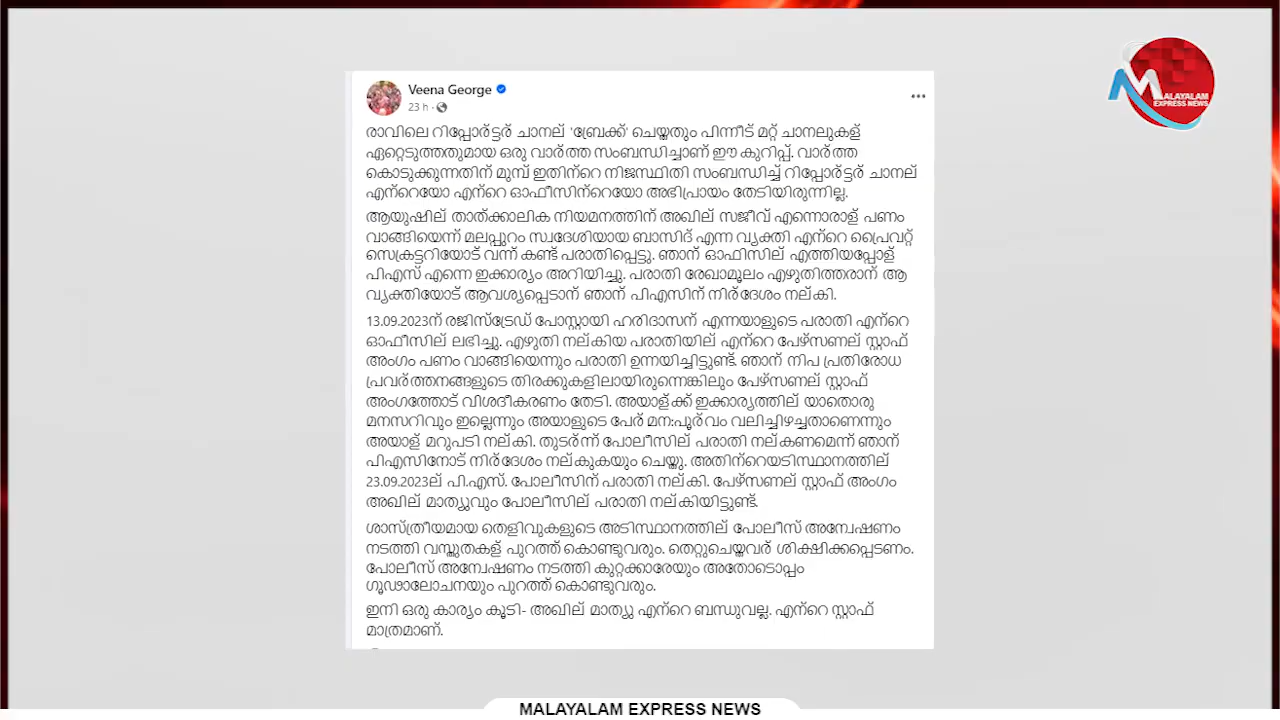 MALAYALAM
EXPRESS NEWS
Veena George
23 h ·
രാവിലെ റിപ്പോര്ട്ടര് ചാനല് 'ബ്രേക്ക്' ചെയ്തതും പിന്നീട് മറ്റ് ചാനലുകള്
ഏറ്റെടുത്തതുമായ ഒരു വാര്ത്ത സംബന്ധിച്ചാണ് ഈ കുറിപ്പ്. വാര്ത്ത
കൊടുക്കുന്നതിന് മുമ്പ് ഇതിന്റെ നിജസ്ഥിതി സംബന്ധിച്ച് റിപ്പോര്ട്ടര് ചാനല്
എന്റെയോ എന്റെ ഓഫീസിന്റെയോ അഭിപ്രായം തേടിയിരുന്നില്ല.
ആയുഷില് താത്ക്കാലിക നിയമനത്തിന് അഖില് സജീവ് എന്നൊരാള് പണം
വാങ്ങിയെന്ന് മലപ്പുറം സ്വദേശിയായ ബാസിദ് എന്ന വ്യക്തി എന്റെ പ്രൈവറ്റ്
സെക്രട്ടറിയോട് വന്ന് കണ്ട് പരാതിപ്പെട്ടു. ഞാന് ഓഫിസില് എത്തിയപ്പോള്
പിഎസ് എന്നെ ഇക്കാര്യം അറിയിച്ചു. പരാതി രേഖാമൂലം എഴുതിത്തരാന് ആ
വ്യക്തിയോട് ആവശ്യപ്പെടാന് ഞാന് പിഎസിന് നിര്ദേശം നല്കി.
13.09.2023ന് രജിസ്ട്രേഡ് പോസ്റ്റായി ഹരിദാസന് എന്നയാളുടെ പരാതി എന്റെ
ഓഫീസില് ലഭിച്ചു. എഴുതി നല്കിയ പരാതിയില് എന്റെ പേഴ്സണല് സ്റ്റാഫ്
അംഗം പണം വാങ്ങിയെന്നും പരാതി ഉന്നയിച്ചിട്ടുണ്ട്. ഞാന് നിപ പ്രതിരോധ
പ്രവര്ത്തനങ്ങളുടെ തിരക്കുകളിലായിരുന്നെങ്കിലും പേഴ്സണല് സ്റ്റാഫ്
അംഗത്തോട് വിശദീകരണം തേടി. അയാള്ക്ക് ഇക്കാര്യത്തില് യാതൊരു
മനസറിവും ഇല്ലെന്നും അയാളുടെ പേര് മന:പൂര്വം വലിച്ചിഴച്ചതാണെന്നും
അയാള് മറുപടി നല്കി. തുടര്ന്ന് പോലീസില് പരാതി നല്കണമെന്ന് ഞാന്
പിഎസിനോട് നിര്ദേശം നല്കുകയും ചെയ്തു. അതിന്റെയടിസ്ഥാനത്തില്
23.09.2023ല് പി.എസ്. പോലീസിന് പരാതി നല്കി. പേഴ്സണല് സ്റ്റാഫ് അംഗം
അഖില് മാത്യുവും പോലീസില് പരാതി നല്കിയിട്ടുണ്ട്.
ശാസ്ത്രീയമായ തെളിവുകളുടെ അടിസ്ഥാനത്തില് പോലീസ് അന്വേഷണം
നടത്തി വസ്തുതകള് പുറത്ത് കൊണ്ടുവരും. തെറ്റുചെയ്തവര് ശിക്ഷിക്കപ്പെടണം.
പോലീസ് അന്വേഷണം നടത്തി കുറ്റക്കാരേയും അതോടൊപ്പം
ഗൂഢാലോചനയും പുറത്ത് കൊണ്ടുവരും.
ഇനി ഒരു കാര്യം കൂടി- അഖില് മാത്യു എന്റെ ബന്ധുവല്ല. എന്റെ സ്റ്റാഫ്
മാത്രമാണ്.
MALAYALAM EXPRESS NEWS